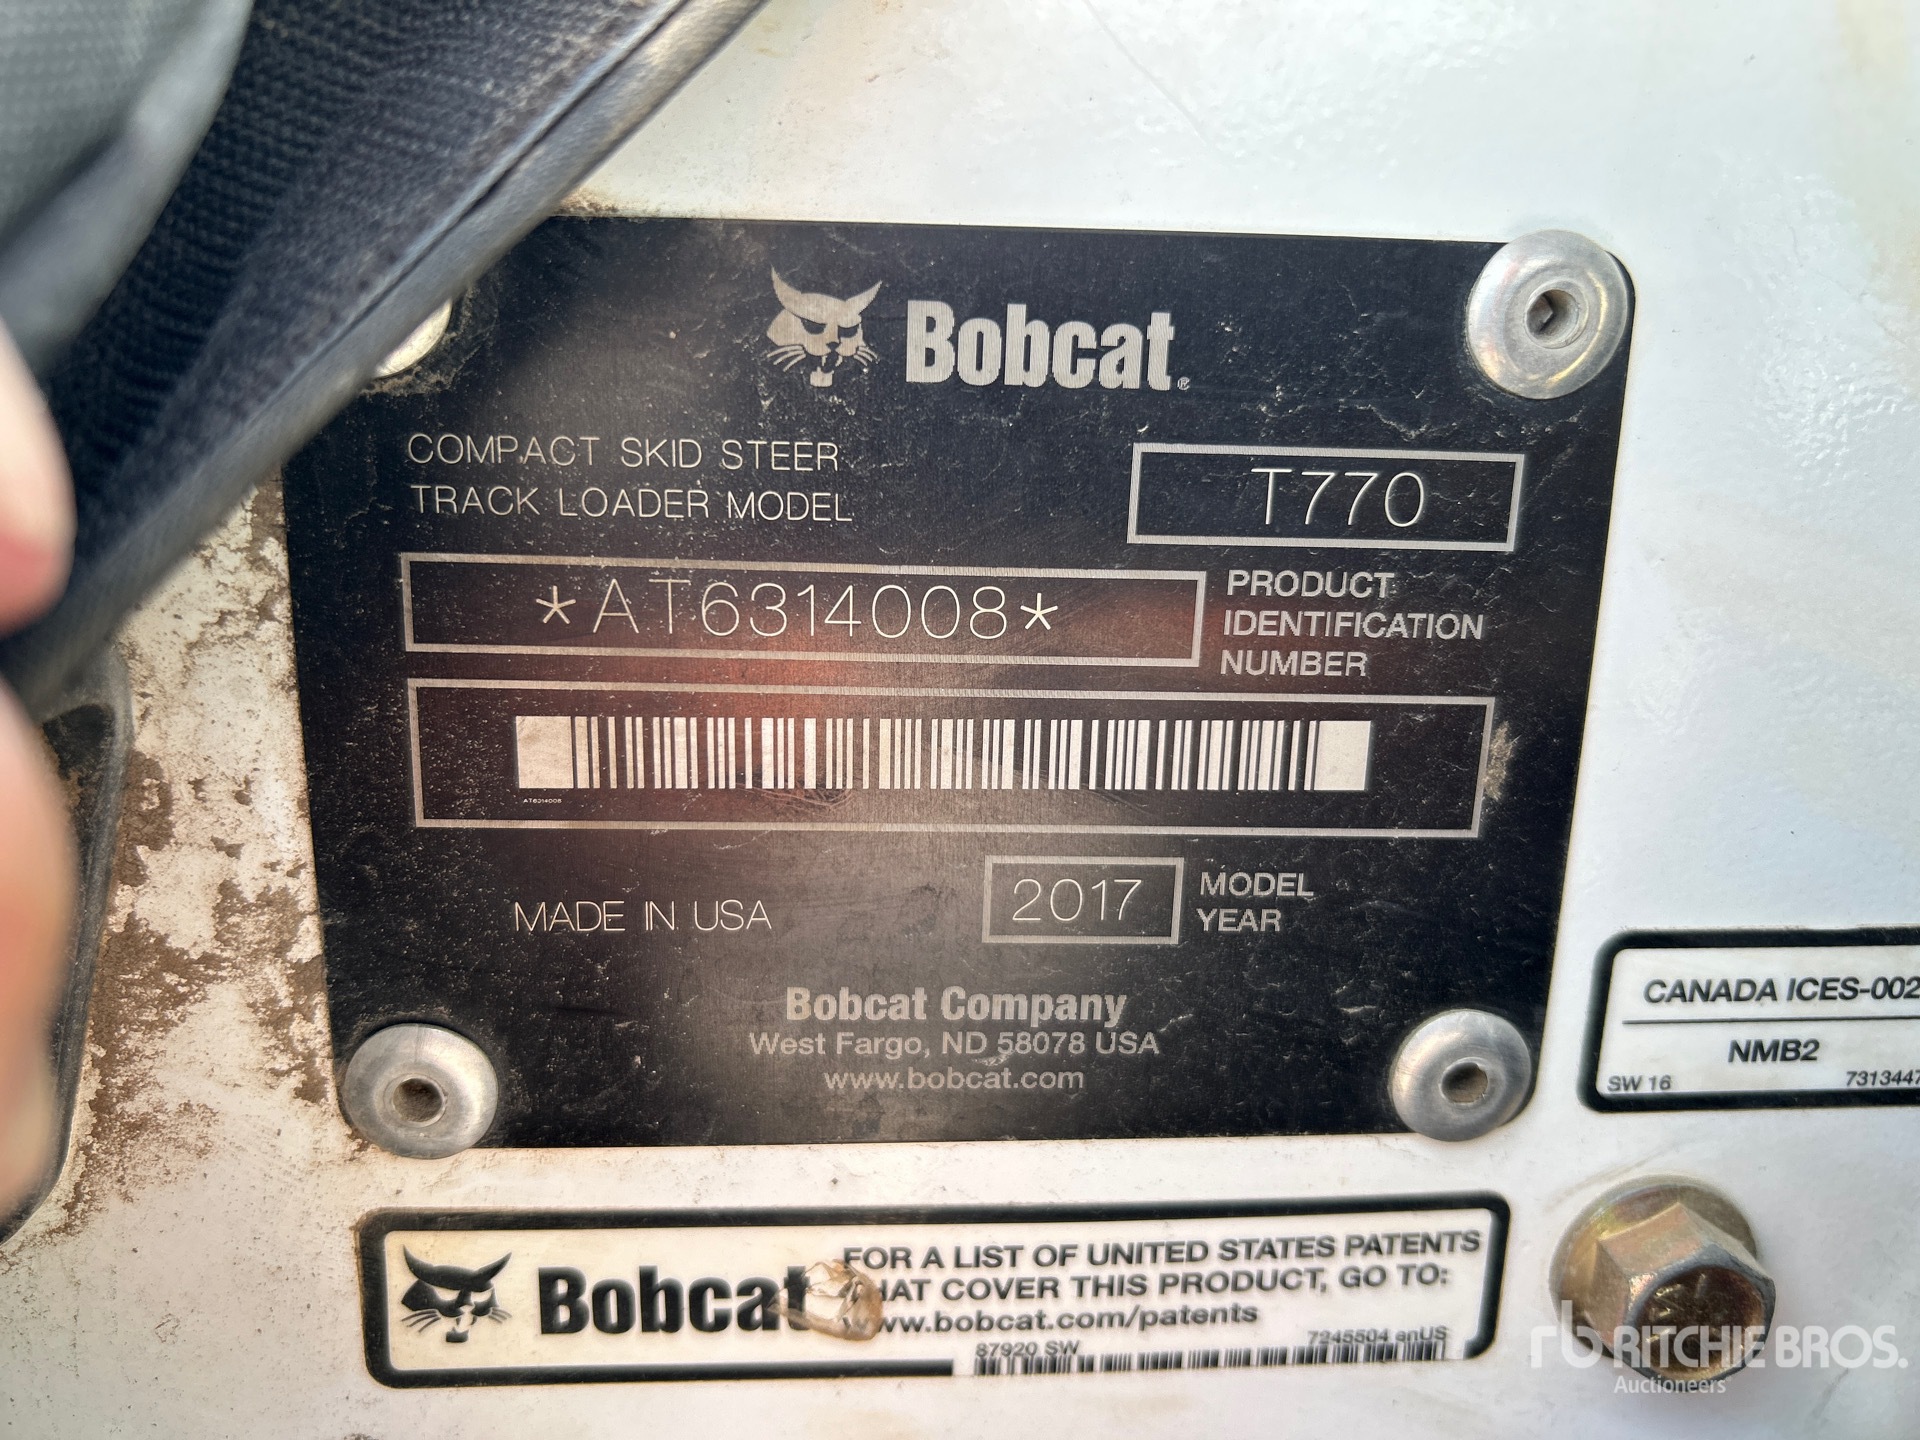 Bobcat®
COMPACT SKID STEER
TRACK LOADER MODEL
T770
*AT6314008*
PRODUCT
IDENTIFICATION
NUMBER
AT6314008
MADE IN USA
2017
MODEL
YEAR
Bobcat Company
West Fargo, ND 58078 USA
www.bobcat.com
CANADA ICES-002
NMB2
SW 16 7313447
Bobcat
FOR A LIST OF UNITED STATES PATENTS
THAT COVER THIS PRODUCT, GO TO:
www.bobcat.com/patents
87920 SW 7245504 enUS
rb RITCHIE BROS.
Auctioneers